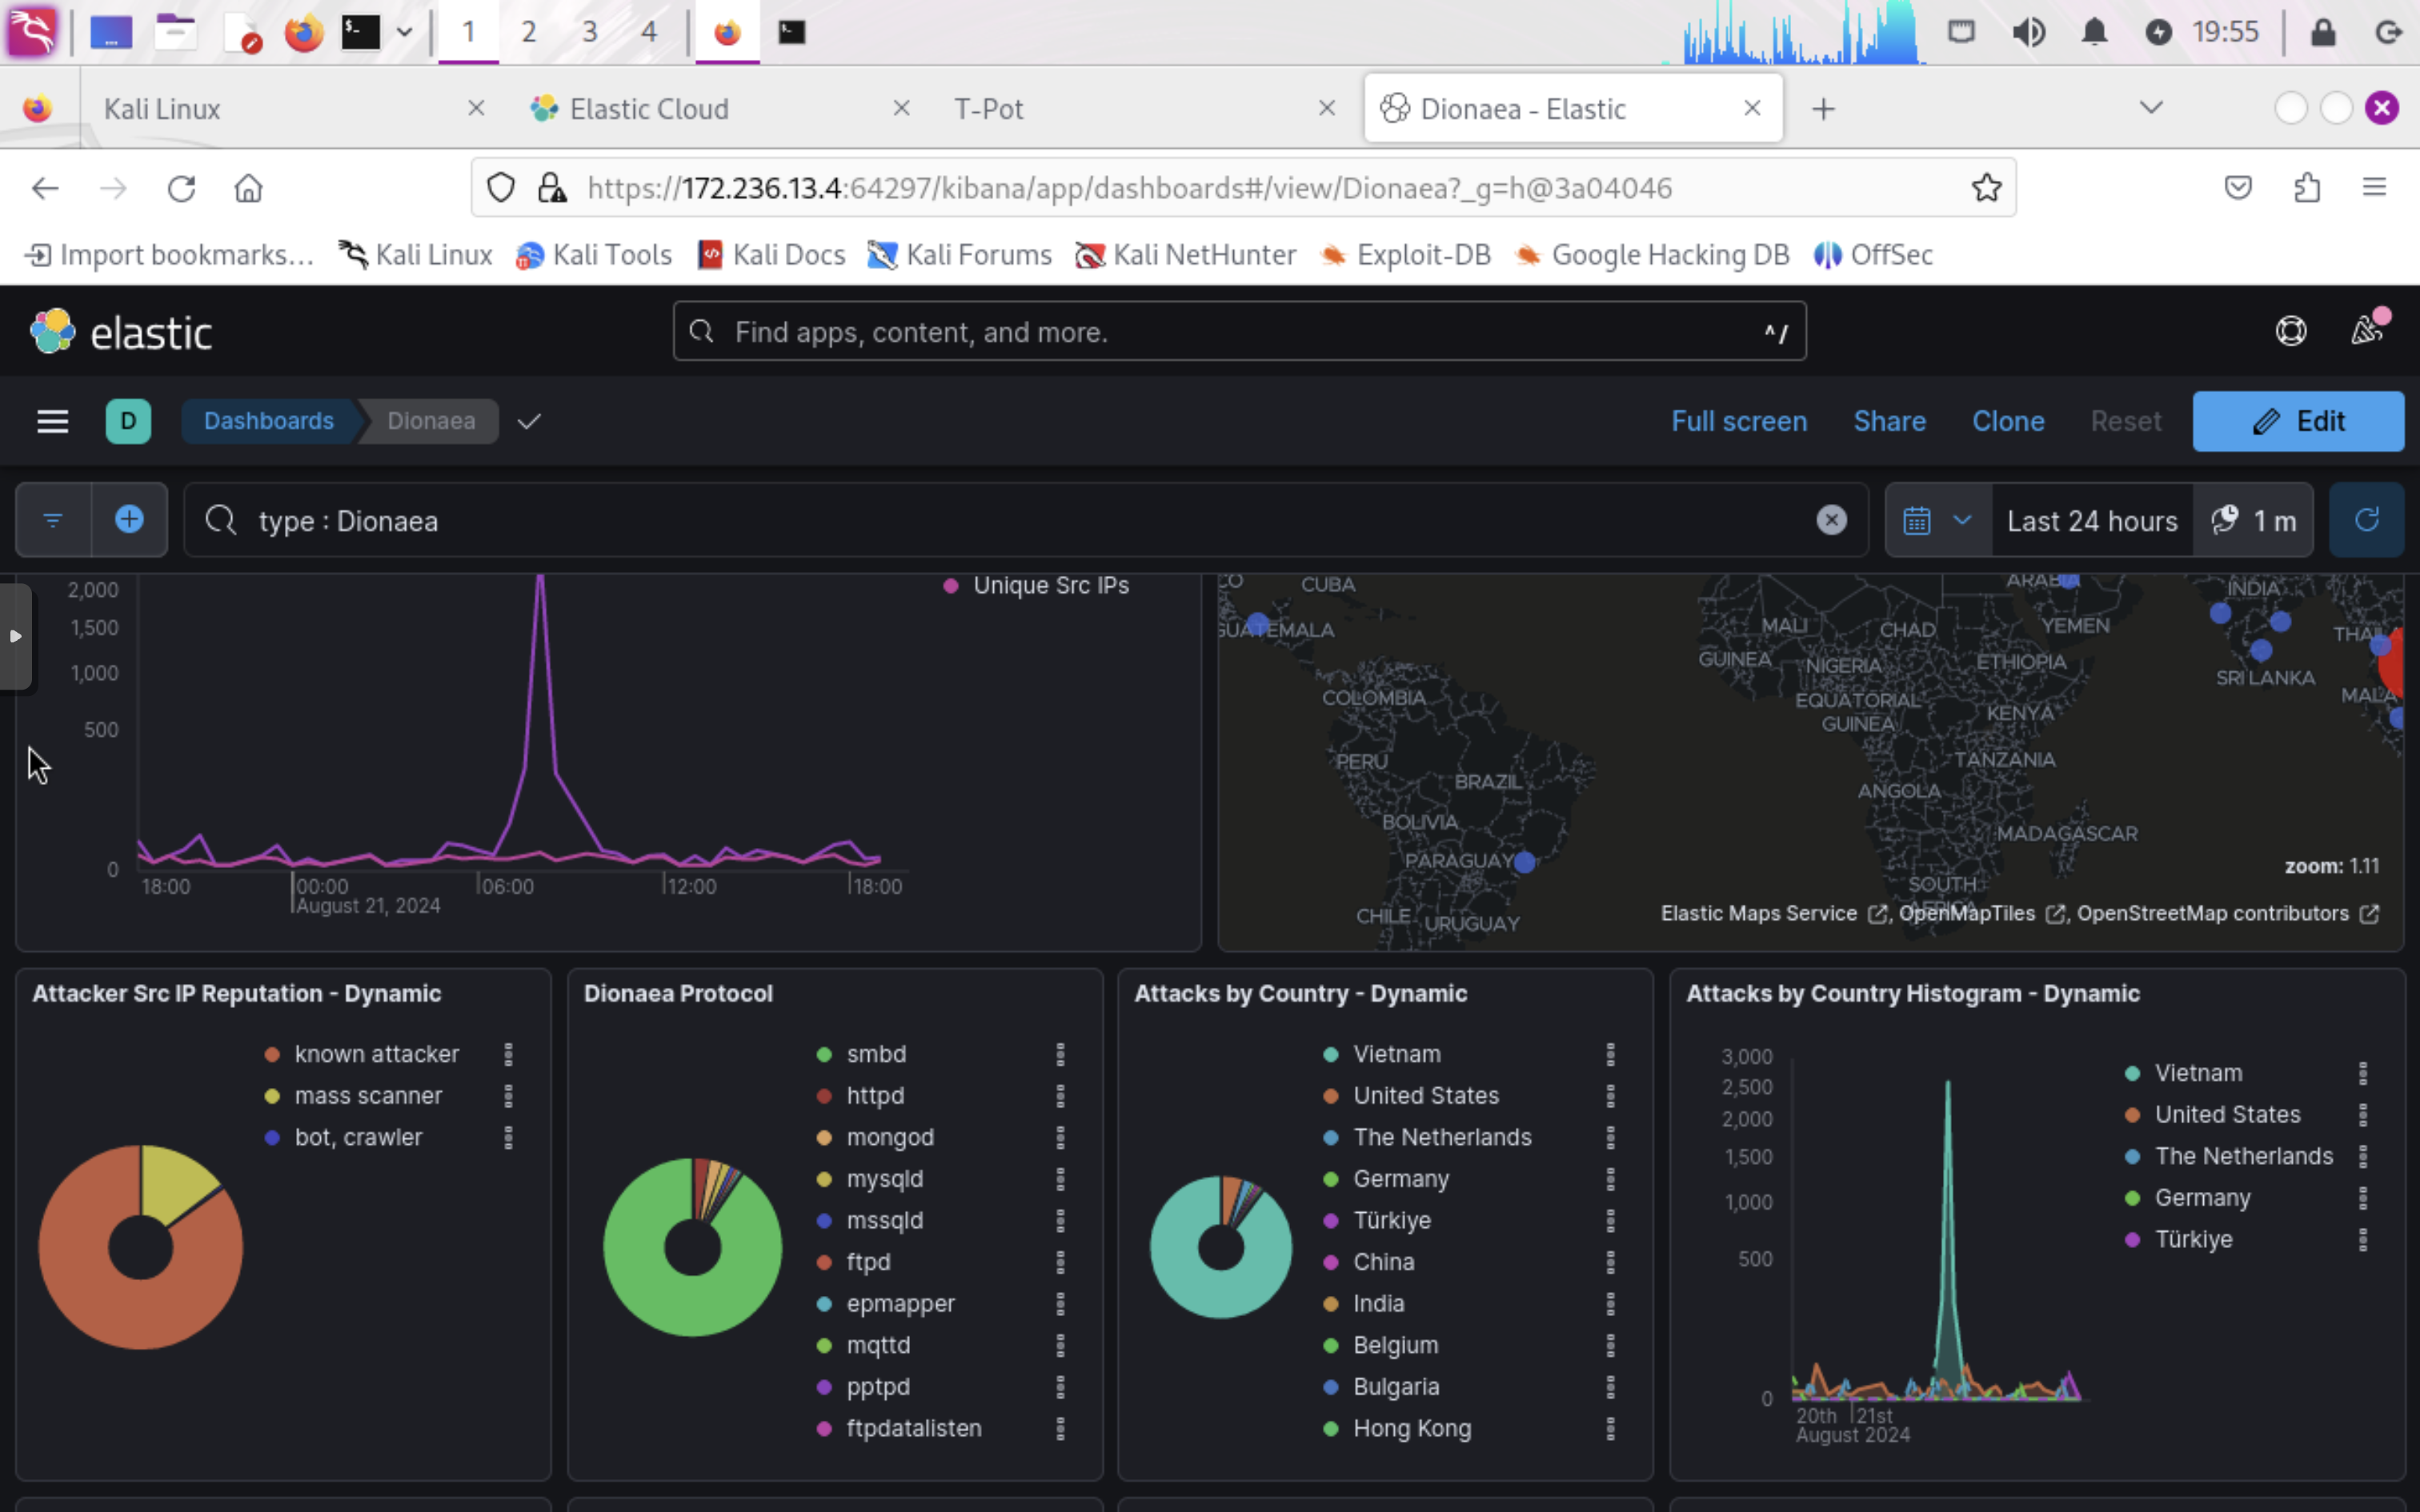 1 2 3 4 19:55
Kali Linux Elastic Cloud T-Pot Dionaea - Elastic
https://172.236.13.4:64297/kibana/app/dashboards#/view/Dionaea?_g=h@3a04046
Import bookmarks... Kali Linux Kali Tools Kali Docs Kali Forums Kali NetHunter Exploit-DB Google Hacking DB OffSec
elastic Find apps, content, and more. ^/
D Dashboards Dionaea Full screen Share Clone Reset Edit
type : Dionaea Last 24 hours 1 m
2,000
1,500
1,000
500
0
18:00 00:00 06:00 12:00 18:00
August 21, 2024
Unique Src IPs
CUBA ARABIA INDIA
GUATEMALA MALI CHAD YEMEN
GUINEA NIGERIA ETHIOPIA SRI LANKA
COLOMBIA EQUATORIAL
GUINEA KENYA
PERU BRAZIL TANZANIA
ANGOLA
BOLIVIA MADAGASCAR
PARAGUAY
SOUTH
CHILE URUGUAY
zoom: 1.11
Elastic Maps Service , OpenMapTiles , OpenStreetMap contributors
Attacker Src IP Reputation - Dynamic
known attacker
mass scanner
bot, crawler
Dionaea Protocol
smbd
httpd
mongod
mysqld
mssqld
ftpd
epmapper
mqttd
pptpd
ftpdatalisten
Attacks by Country - Dynamic
Vietnam
United States
The Netherlands
Germany
Türkiye
China
India
Belgium
Bulgaria
Hong Kong
Attacks by Country Histogram - Dynamic
3,000
2,500
2,000
1,500
1,000
500
0
20th 21st
August 2024
Vietnam
United States
The Netherlands
Germany
Türkiye